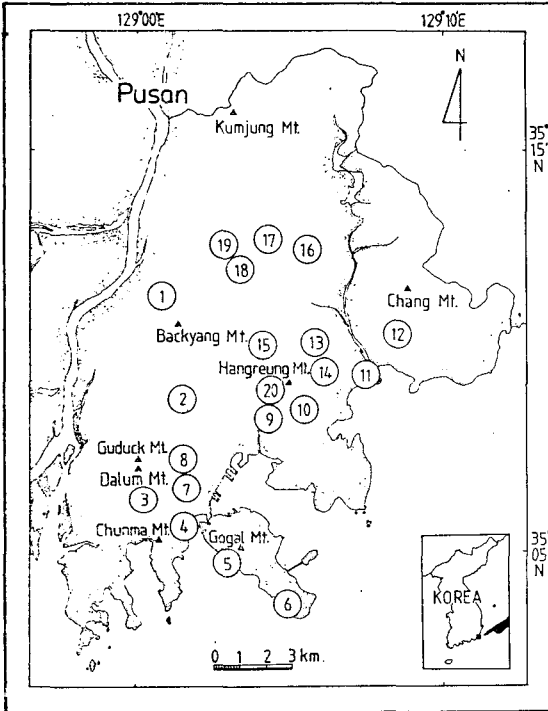 129°00'E
129°10'E
Pusan
N
Kumjung Mt.
35°
15'
N
19
17
16
18
1
Chang Mt.
Backyang Mt.
12
15
13
Hangreung Mt.
14
11
20
2
10
9
Guduck Mt.
8
Dalum Mt.
7
3
4
Chunma Mt.
Gogal Mt.
5
35°
05'
N
6
KOREA
0 1 2 3 km.